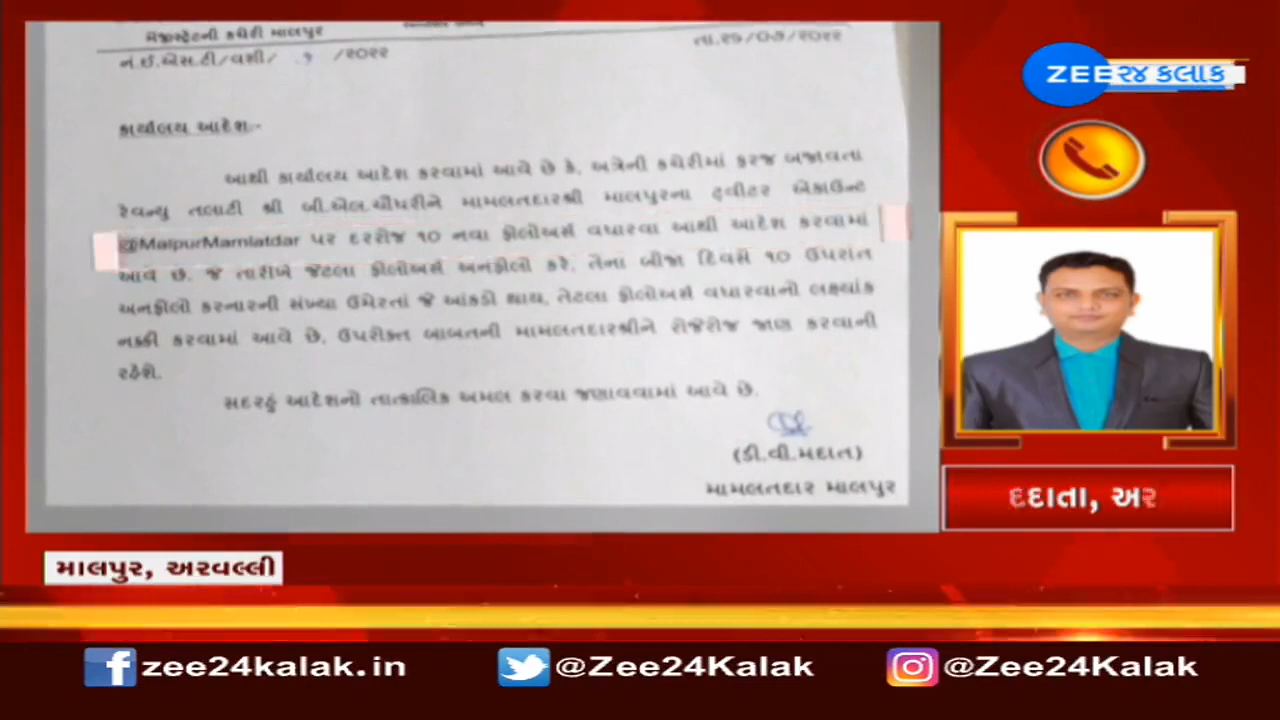 મેજીસ્ટ્રેટની કચેરી માલપુર
નં.ઈ.એસ.ટી/વશી/ /૨૦૨૨
તા.૨૭/૦૭/૨૦૨૨
કાર્યાલય આદેશ:-
આથી કાર્યાલય આદેશ કરવામાં આવે છે કે, અત્રેની કચેરીમાં ફરજ બજાવતા
રેવન્યુ તલાટી શ્રી બી.એલ.ચૌધરીને મામલતદારશ્રી માલપુરના ટ્વીટર એકાઉન્ટ
@MalpurMamlatdar પર દરરોજ ૧૦ નવા ફોલોઅર્સ વધારવા આથી આદેશ કરવામાં
આવે છે. જે તારીખે જેટલા ફોલોઅર્સ અનફોલો કરે, તેના બીજા દિવસે ૧૦ ઉપરાંત
અનફોલો કરનારની સંખ્યા ઉમેરતાં જે આંકડો થાય, તેટલા ફોલોઅર્સ વધારવાનો લક્ષ્યાંક
નક્કી કરવામાં આવે છે. ઉપરોક્ત બાબતની મામલતદારશ્રીને રોજેરોજ જાણ કરવાની
રહેશે.
સદરહું આદેશનો તાત્કાલિક અમલ કરવા જણાવવામાં આવે છે.
(ડી.વી.મદાત)
મામલતદાર માલપુર
ZEE ૨૪ કલાક
દદાતા, અર
માલપુર, અરવલ્લી
zee24kalak.in
@Zee24Kalak
@Zee24Kalak